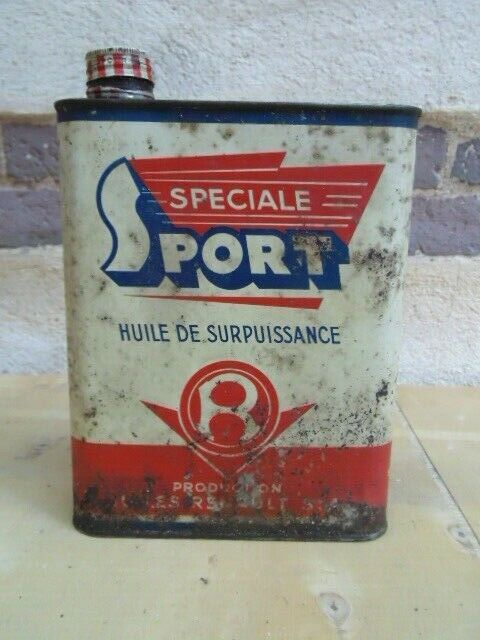 SPECIALE
SPORT
HUILE DE SURPUISSANCE
R
PRODUCTION